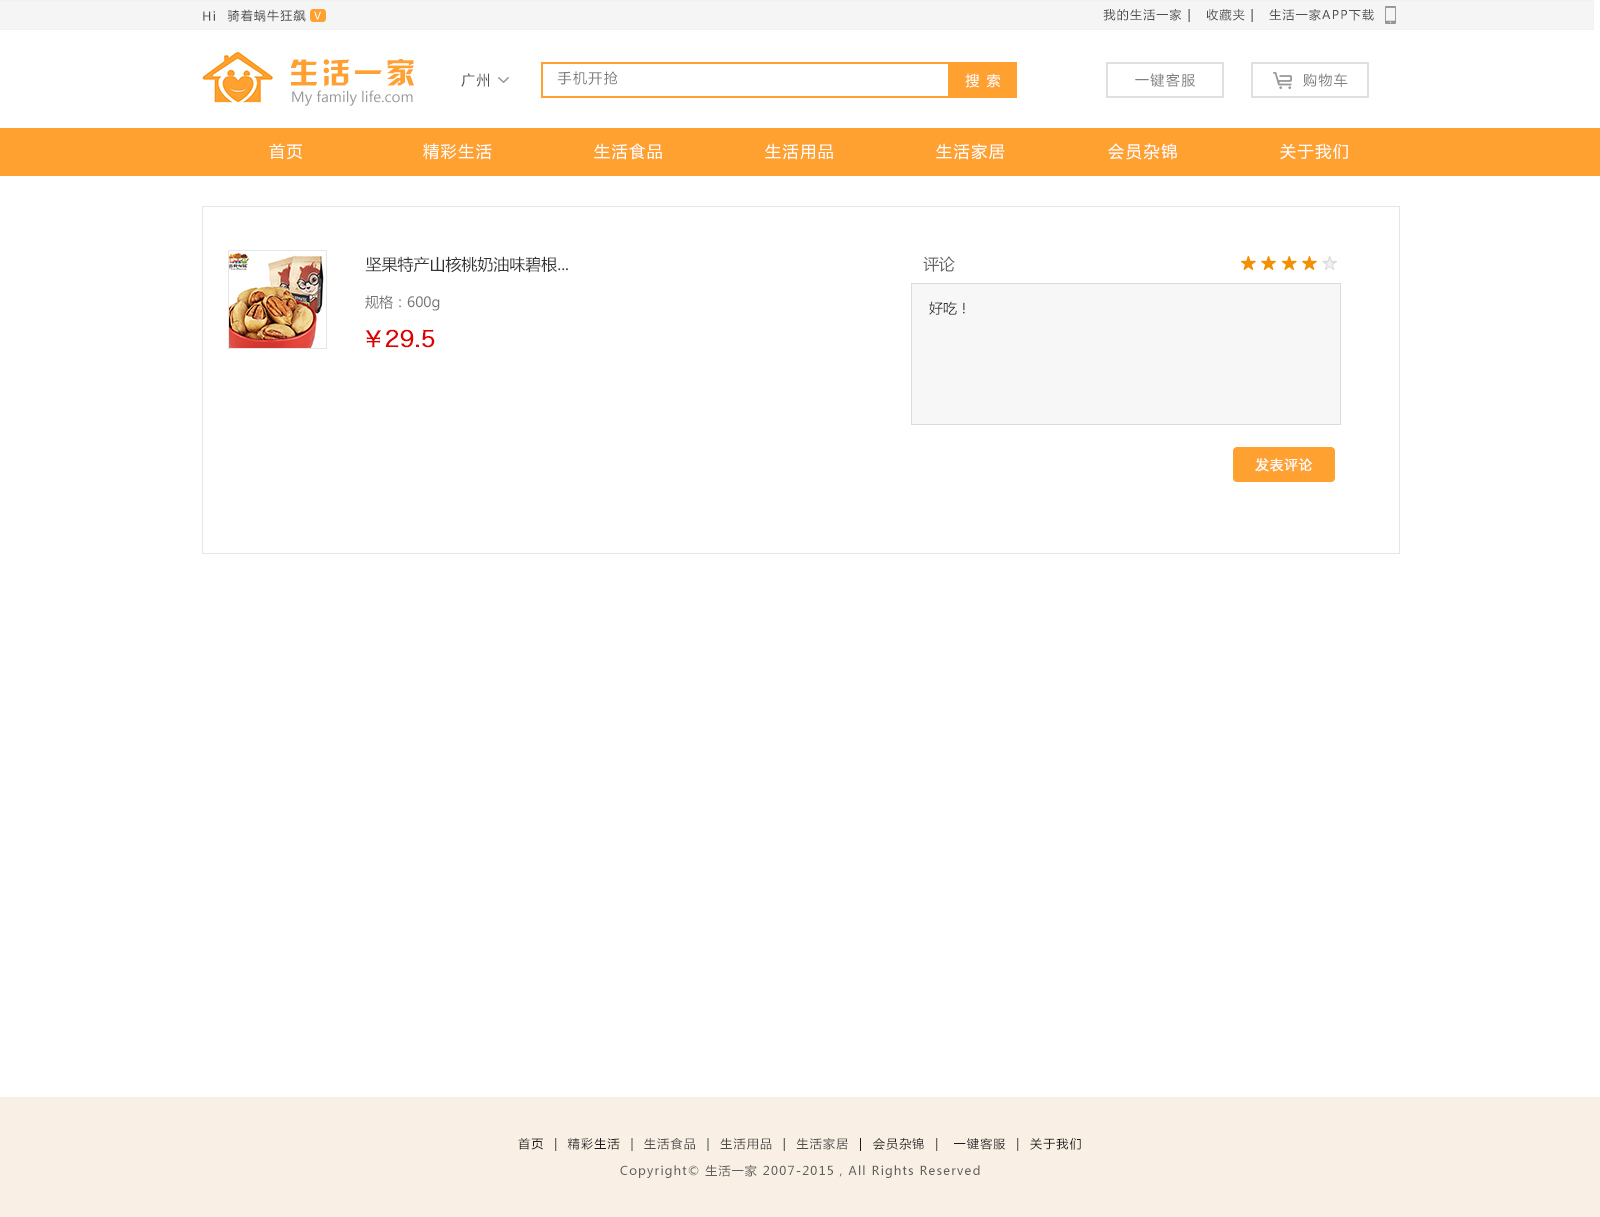 Hi 骑着蜗牛狂飙 V
我的生活一家 | 收藏夹 | 生活一家APP下载
生活一家
My family life.com
广州
手机开抢
搜 索
一键客服
购物车
首页 精彩生活 生活食品 生活用品 生活家居 会员杂锦 关于我们
坚果特产山核桃奶油味碧根...
规格：600g
¥29.5
评论
好吃！
发表评论
首页 | 精彩生活 | 生活食品 | 生活用品 | 生活家居 | 会员杂锦 | 一键客服 | 关于我们
Copyright© 生活一家 2007-2015，All Rights Reserved